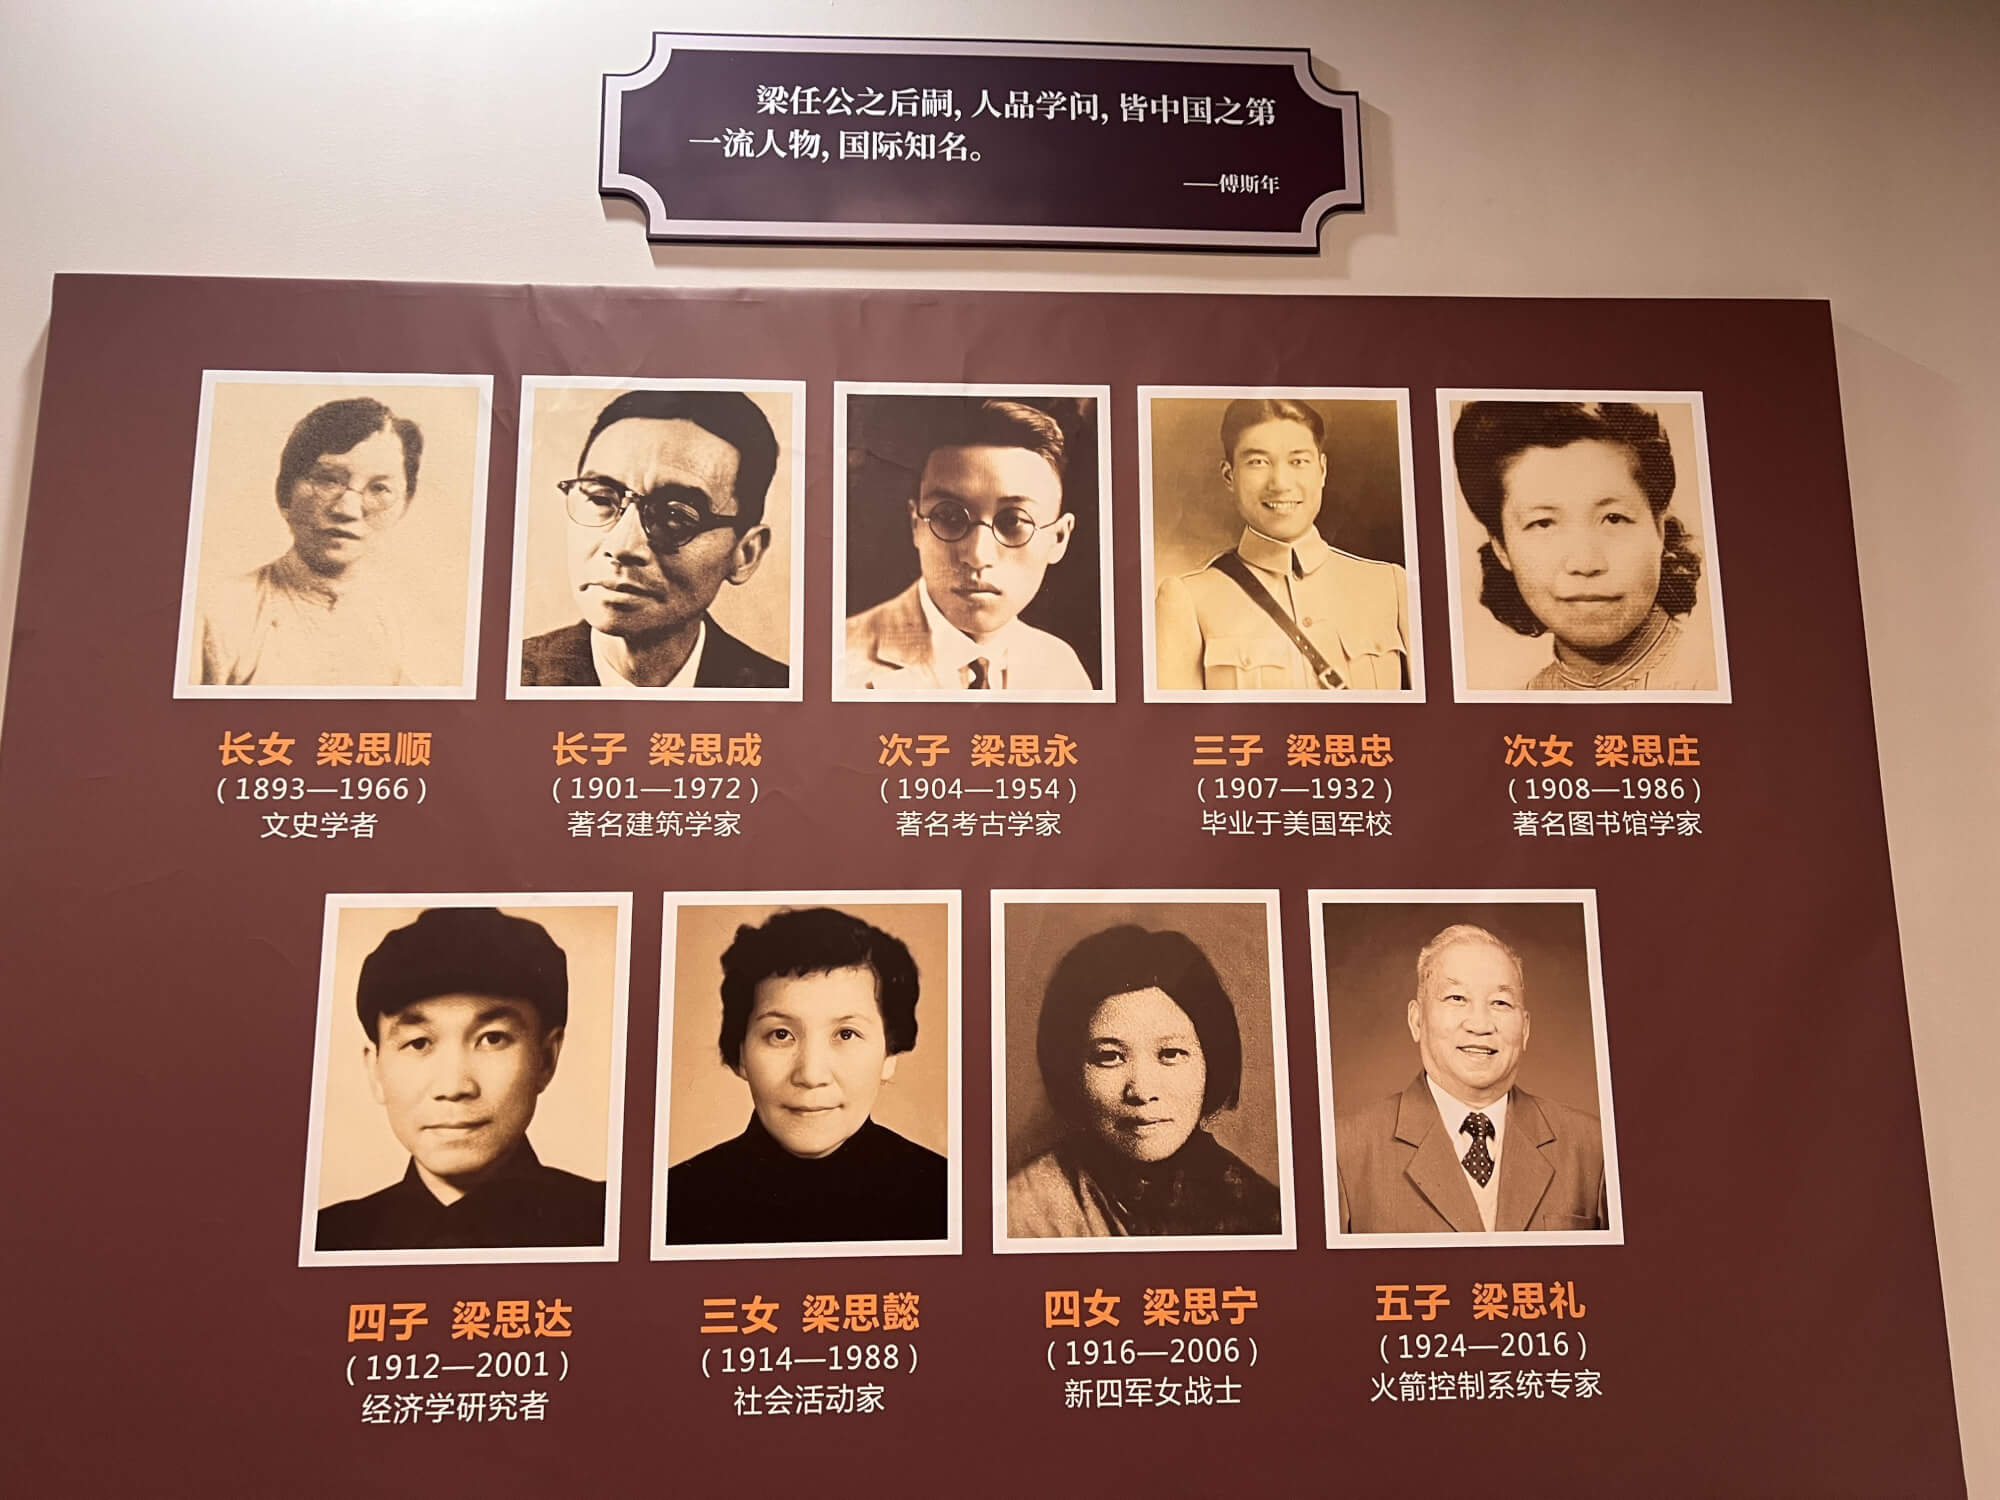 梁任公之后嗣，人品学问，皆中国之第
一流人物，国际知名。
——傅斯年
长女 梁思顺
（1893—1966）
文史学者
长子 梁思成
（1901—1972）
著名建筑学家
次子 梁思永
（1904—1954）
著名考古学家
三子 梁思忠
（1907—1932）
毕业于美国军校
次女 梁思庄
（1908—1986）
著名图书馆学家
四子 梁思达
（1912—2001）
经济学研究者
三女 梁思懿
（1914—1988）
社会活动家
四女 梁思宁
（1916—2006）
新四军女战士
五子 梁思礼
（1924—2016）
火箭控制系统专家